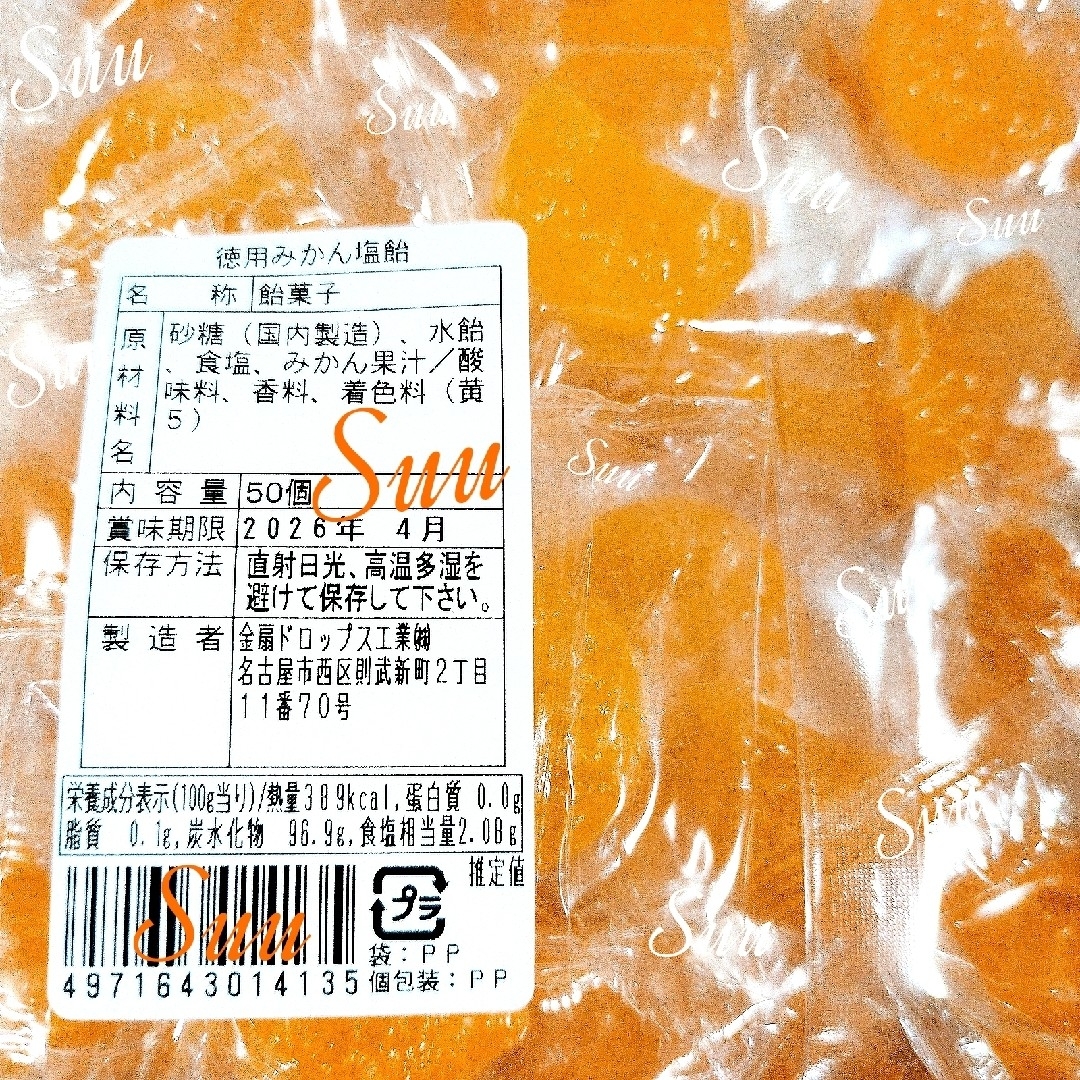 Suu
Suu
Suu
Suu
徳用みかん塩飴
名称 飴菓子
原材料名 砂糖（国内製造）、水飴
、食塩、みかん果汁／酸
味料、香料、着色料（黄
5）
Suu
Suu
内容量 50個
賞味期限 2026年 4月
保存方法 直射日光、高温多湿を
避けて保存して下さい。
Suu
製造者 金扇ドロップス工業㈱
名古屋市西区則武新町2丁目
11番70号
栄養成分表示(100g当り)/熱量389kcal,蛋白質 0.0g
脂質 0.1g,炭水化物 96.9g,食塩相当量2.08g
推定値
Suu
プラ
Suu
Suu
袋：PP
個包装：PP
4971643014135